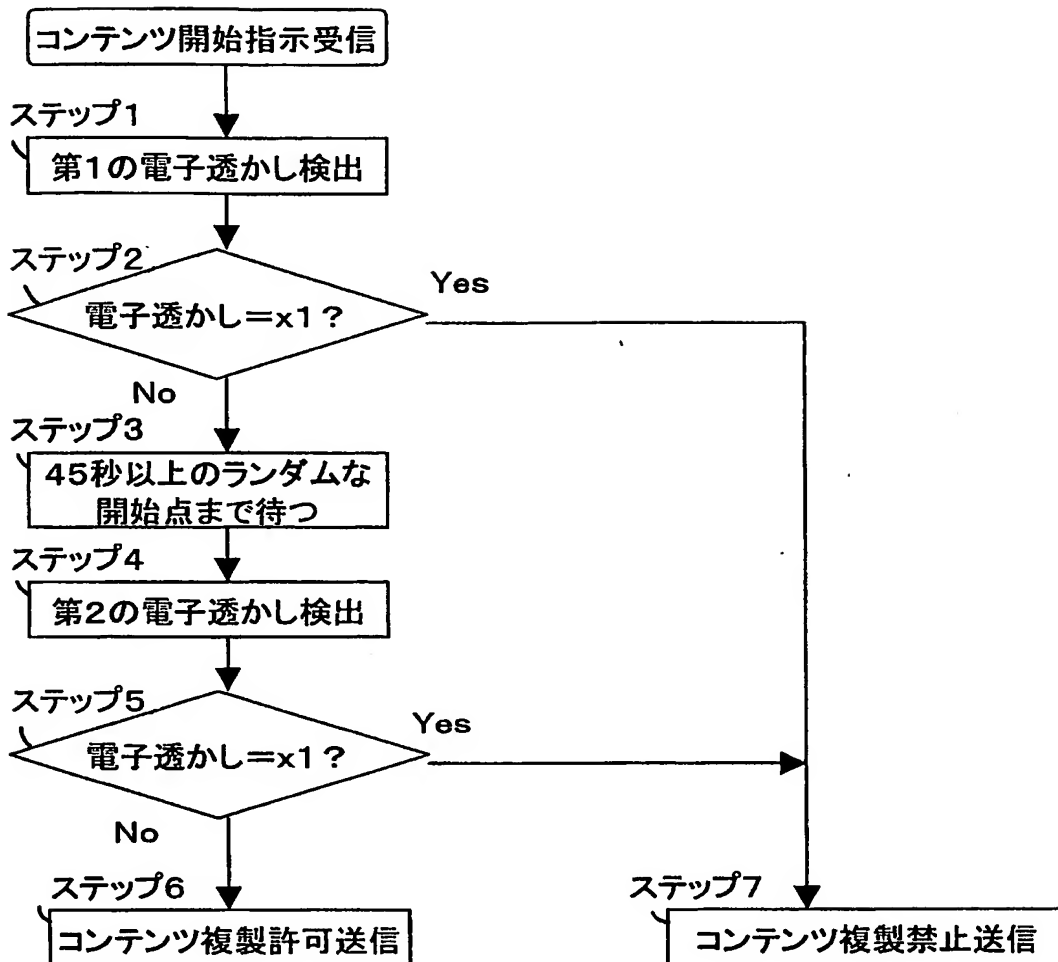 コンテンツ開始指示受信
ステップ1
第1の電子透かし検出
ステップ2
電子透かし=x1?
Yes
No
ステップ3
45秒以上のランダムな
開始点まで待つ
ステップ4
第2の電子透かし検出
ステップ5
電子透かし=x1?
Yes
No
ステップ6
コンテンツ複製許可送信
ステップ7
コンテンツ複製禁止送信